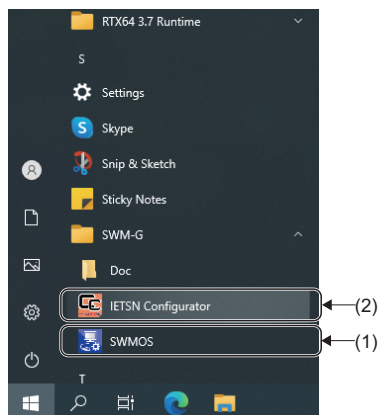 RTX64 3.7 Runtime
S
Settings
S Skype
Snip & Sketch
Sticky Notes
SWM-G
Doc
IETSN Configurator
(2)
SWMOS
(1)
T